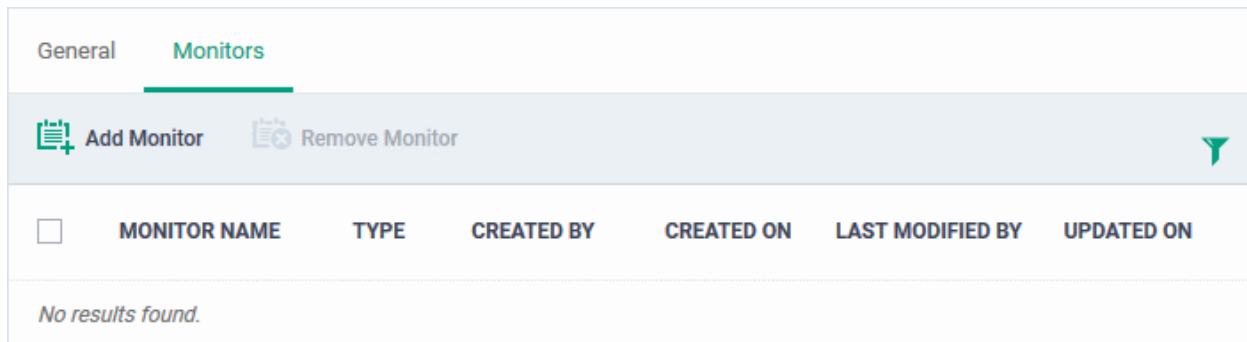 General Monitors
Add Monitor Remove Monitor
MONITOR NAME TYPE CREATED BY CREATED ON LAST MODIFIED BY UPDATED ON
No results found.